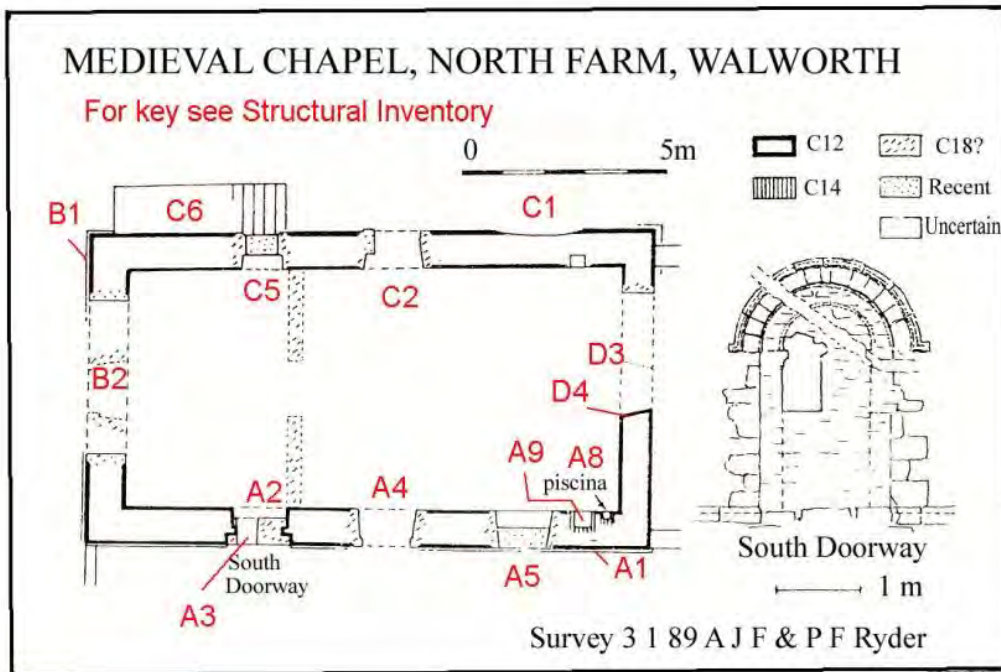 MEDIEVAL CHAPEL, NORTH FARM, WALWORTH
For key see Structural Inventory
0 5m
C12
C18?
C14
Recent
Uncertain
B1
C6
C1
C5
C2
B2
D3
D4
A9
A8
piscina
A2
A4
South
Doorway
A3
A5
A1
South Doorway
1 m
Survey 3 1 89 A J F & P F Ryder